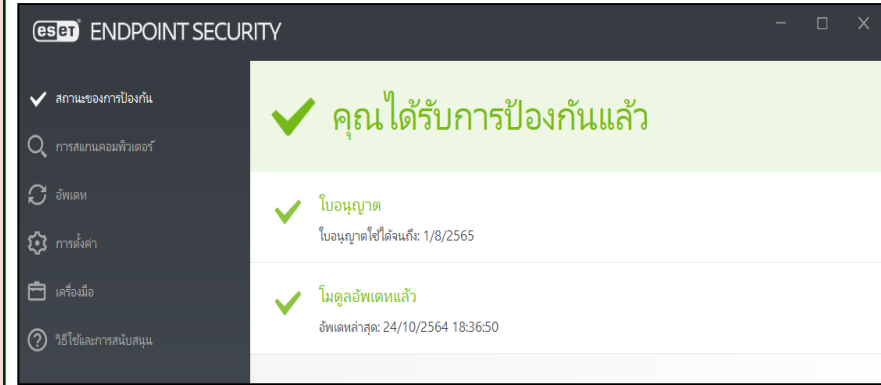 eset ENDPOINT SECURITY
สถานะของการป้องกัน
การสแกนคอมพิวเตอร์
อัพเดท
การตั้งค่า
เครื่องมือ
วิธีใช้และการสนับสนุน
คุณได้รับการป้องกันแล้ว
ใบอนุญาต
ใบอนุญาตใช้ได้จนถึง: 1/8/2565
โมดูลอัพเดทแล้ว
อัพเดทล่าสุด: 24/10/2564 18:36:50